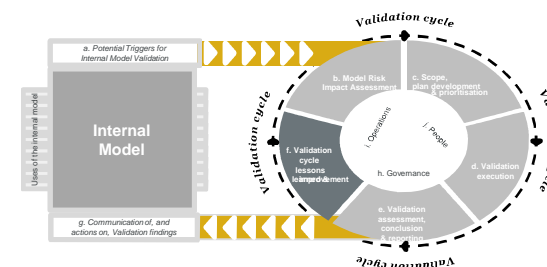 Validation cycle
a. Potential Triggers for
Internal Model Validation
b. Model Risk
Impact Assessment
c. Scope,
plan development
& prioritisation
Uses of the internal model
Internal
Model
Validation cycle
i. Operations
j. People
f. Validation
cycle
lessons
d. Validation
execution
h. Governance
g. Communication of, and
actions on, Validation findings
e. Validation
assessment,
conclusion
& reporting
Validation cycle